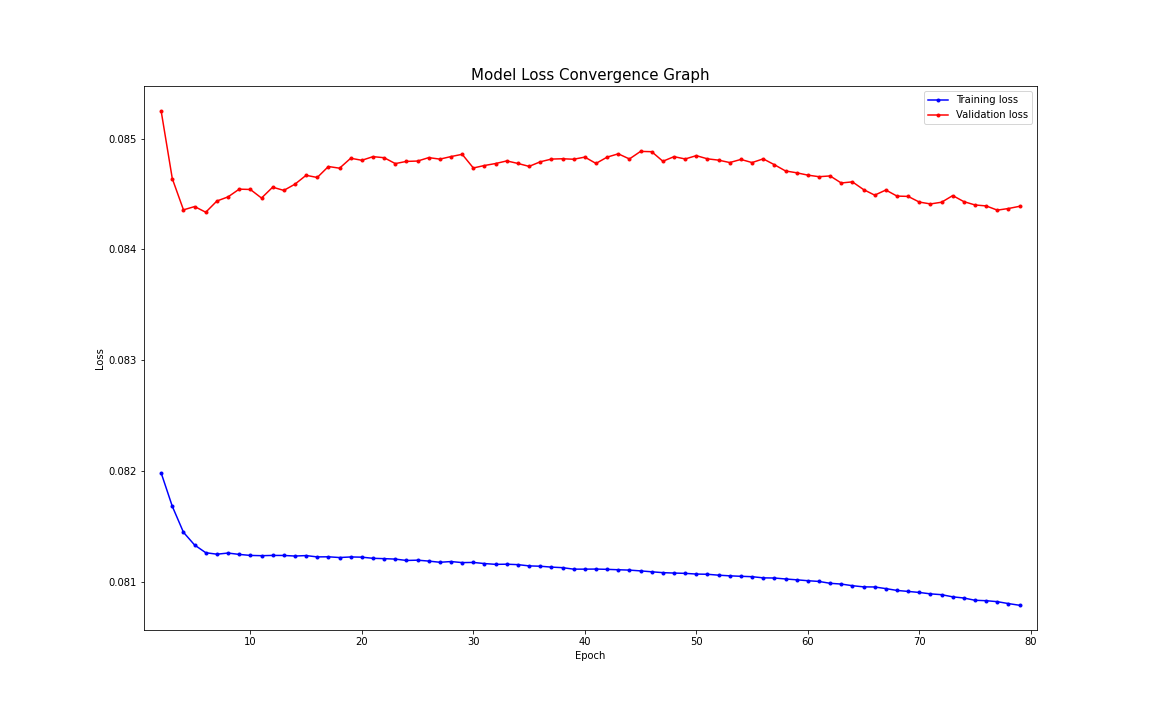 Model Loss Convergence Graph
Training loss
Validation loss
0.085
0.084
0.083
0.082
0.081
Loss
10 20 30 40 50 60 70 80
Epoch